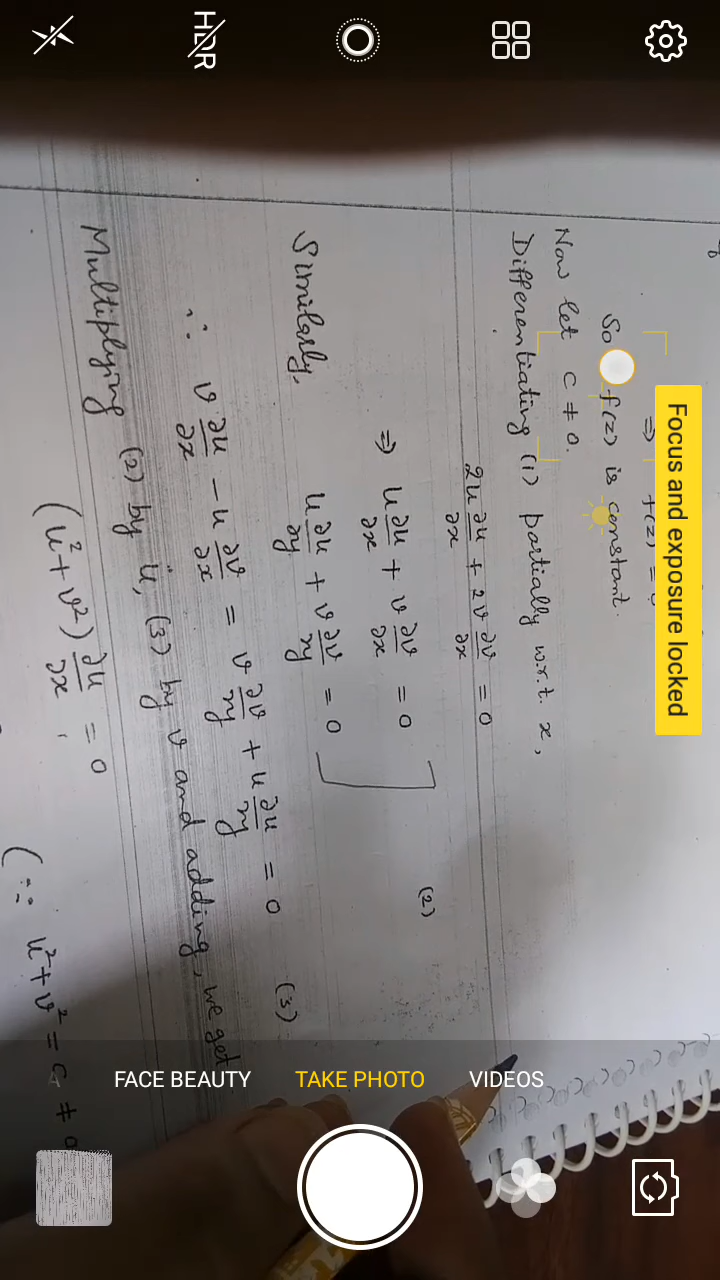 ⇒ f(z) =
So f(z) is constant.
Now let c ≠ 0.
Differentiating (1) partially w.r.t. x,
2u ∂u/∂x + 2v ∂v/∂x = 0
⇒ u ∂u/∂x + v ∂v/∂x = 0
(2)
Similarly, u ∂u/∂y + v ∂v/∂y = 0
∴ v ∂u/∂x - u ∂v/∂x = v ∂v/∂y + u ∂u/∂y = 0 (3)
Multiplying (2) by u, (3) by v and adding, we get
(u² + v²) ∂u/∂x = 0 (∵ u² + v² = c ≠ 0
HDR
Focus and exposure locked
FACE BEAUTY TAKE PHOTO VIDEOS